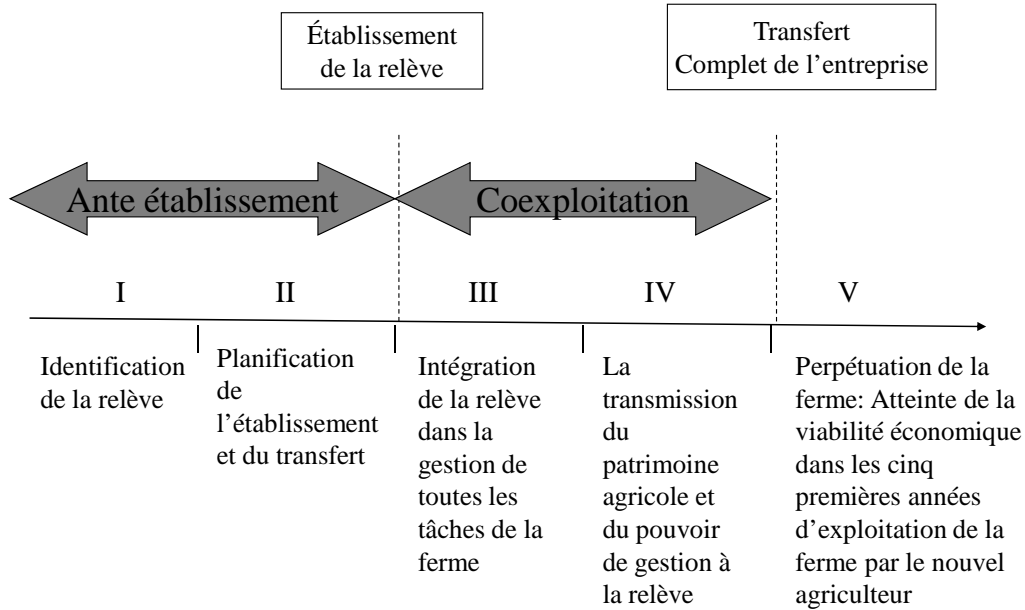 Établissement
de la relève
Transfert
Complet de l’entreprise
Ante établissement
Coexploitation
I
II
III
IV
V
Identification
de la relève
Planification
de
l’établissement
et du transfert
Intégration
de la relève
dans la
gestion de
toutes les
tâches de la
ferme
La
transmission
du
patrimoine
agricole et
du pouvoir
de gestion à
la relève
Perpétuation de la
ferme: Atteinte de la
viabilité économique
dans les cinq
premières années
d’exploitation de la
ferme par le nouvel
agriculteur